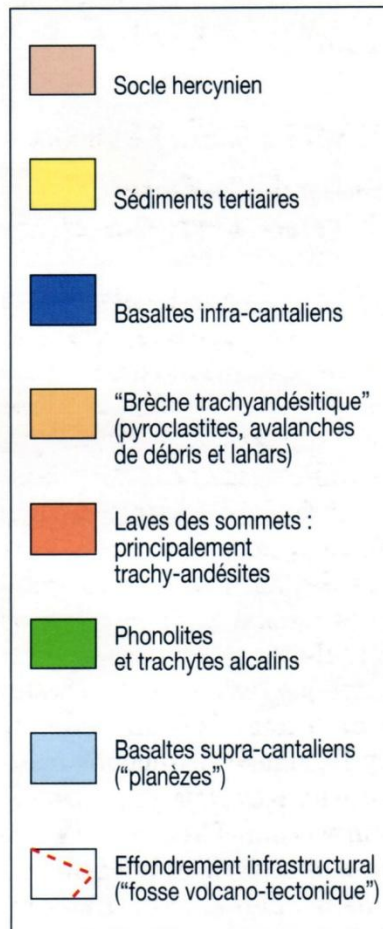 Socle hercynien
Sédiments tertiaires
Basaltes infra-cantaliens
“Brèche trachyandésitique”
(pyroclastites, avalanches
de débris et lahars)
Laves des sommets :
principalement
trachy-andésites
Phonolites
et trachytes alcalins
Basaltes supra-cantaliens
(“planèzes”)
Effondrement infrastructural
(“fosse volcano-tectonique”)